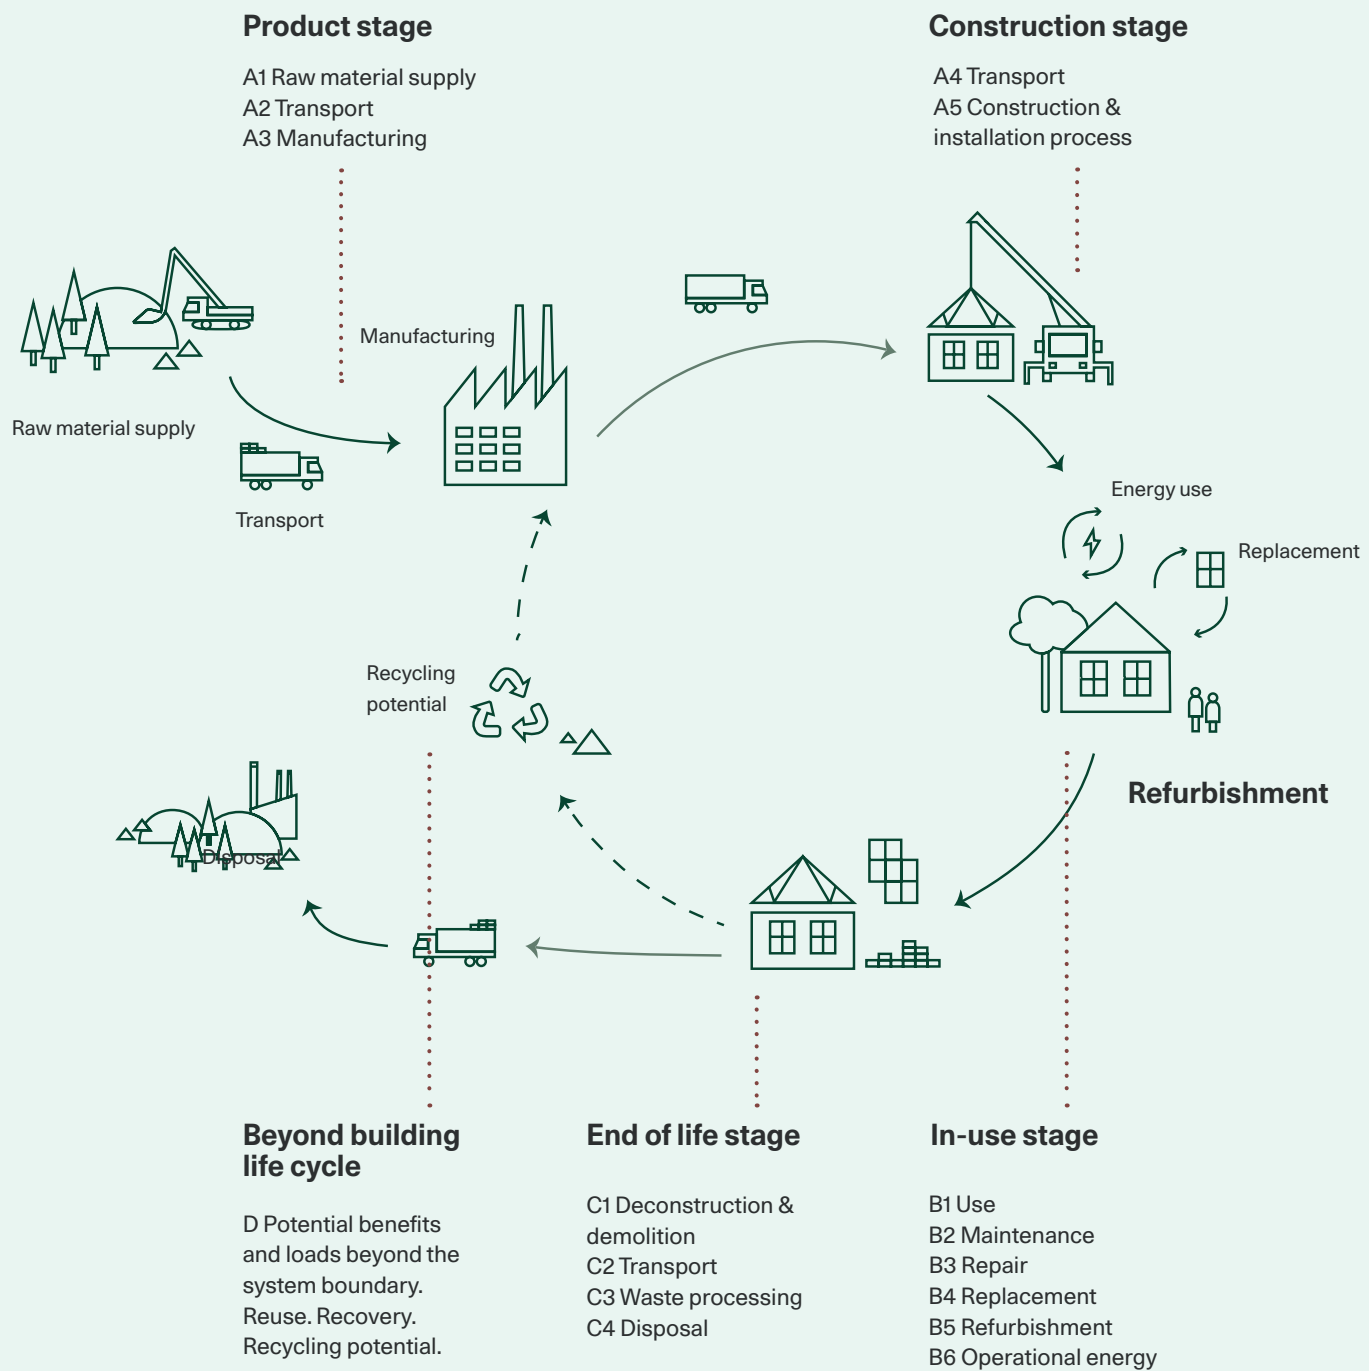 Product stage
A1 Raw material supply
A2 Transport
A3 Manufacturing
Construction stage
A4 Transport
A5 Construction &
installation process
Manufacturing
Raw material supply
Transport
Energy use
Replacement
Recycling
potential
Refurbishment
Disposal
Beyond building
life cycle
D Potential benefits
and loads beyond the
system boundary.
Reuse. Recovery.
Recycling potential.
End of life stage
C1 Deconstruction &
demolition
C2 Transport
C3 Waste processing
C4 Disposal
In-use stage
B1 Use
B2 Maintenance
B3 Repair
B4 Replacement
B5 Refurbishment
B6 Operational energy